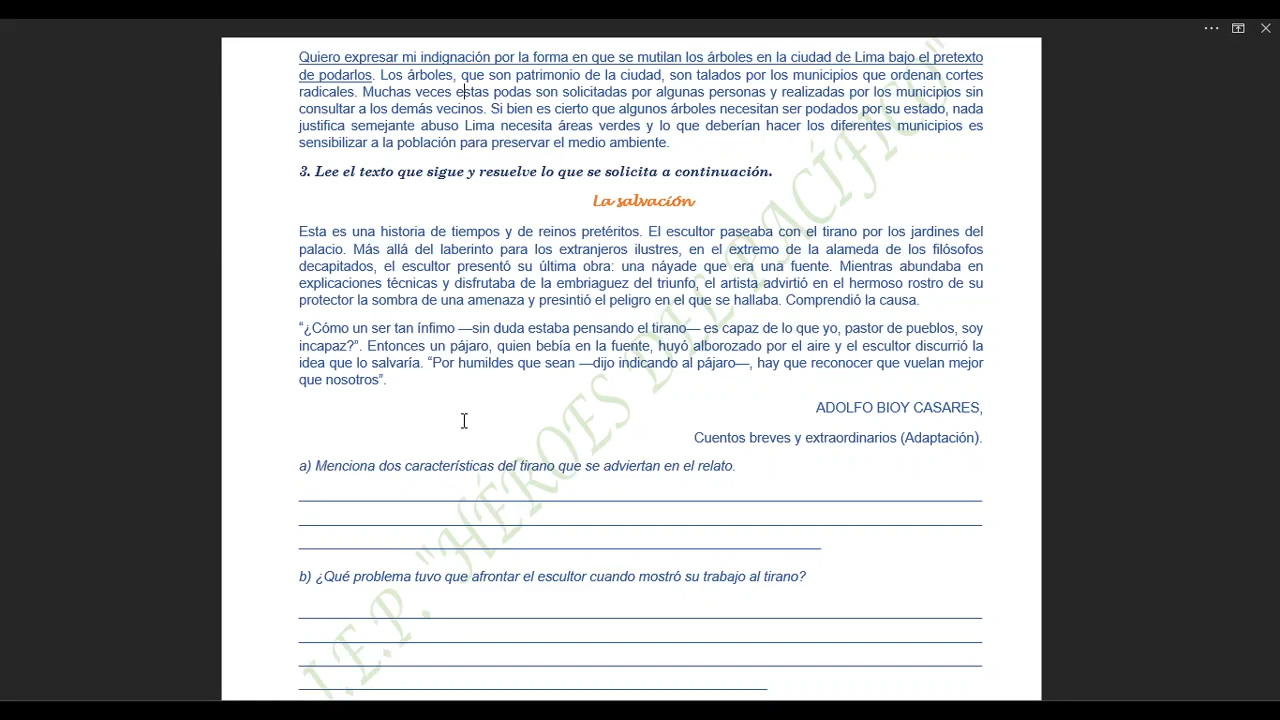 Quiero expresar mi indignación por la forma en que se mutilan los árboles en la ciudad de Lima bajo el pretexto
de podarlos. Los árboles, que son patrimonio de la ciudad, son talados por los municipios que ordenan cortes
radicales. Muchas veces estas podas son solicitadas por algunas personas y realizadas por los municipios sin
consultar a los demás vecinos. Si bien es cierto que algunos árboles necesitan ser podados por su estado, nada
justifica semejante abuso Lima necesita áreas verdes y lo que deberían hacer los diferentes municipios es
sensibilizar a la población para preservar el medio ambiente.
3. Lee el texto que sigue y resuelve lo que se solicita a continuación.
La salvación
Esta es una historia de tiempos y de reinos pretéritos. El escultor paseaba con el tirano por los jardines del
palacio. Más allá del laberinto para los extranjeros ilustres, en el extremo de la alameda de los filósofos
decapitados, el escultor presentó su última obra: una náyade que era una fuente. Mientras abundaba en
explicaciones técnicas y disfrutaba de la embriaguez del triunfo, el artista advirtió en el hermoso rostro de su
protector la sombra de una amenaza y presintió el peligro en el que se hallaba. Comprendió la causa.
“¿Cómo un ser tan ínfimo —sin duda estaba pensando el tirano— es capaz de lo que yo, pastor de pueblos, soy
incapaz?”. Entonces un pájaro, quien bebía en la fuente, huyó alborozado por el aire y el escultor discurrió la
idea que lo salvaría. “Por humildes que sean —dijo indicando al pájaro—, hay que reconocer que vuelan mejor
que nosotros”.
ADOLFO BIOY CASARES,
Cuentos breves y extraordinarios (Adaptación).
a) Menciona dos características del tirano que se adviertan en el relato.
b) ¿Qué problema tuvo que afrontar el escultor cuando mostró su trabajo al tirano?
I.E.P. "HÉROES DEL PACÍFICO"